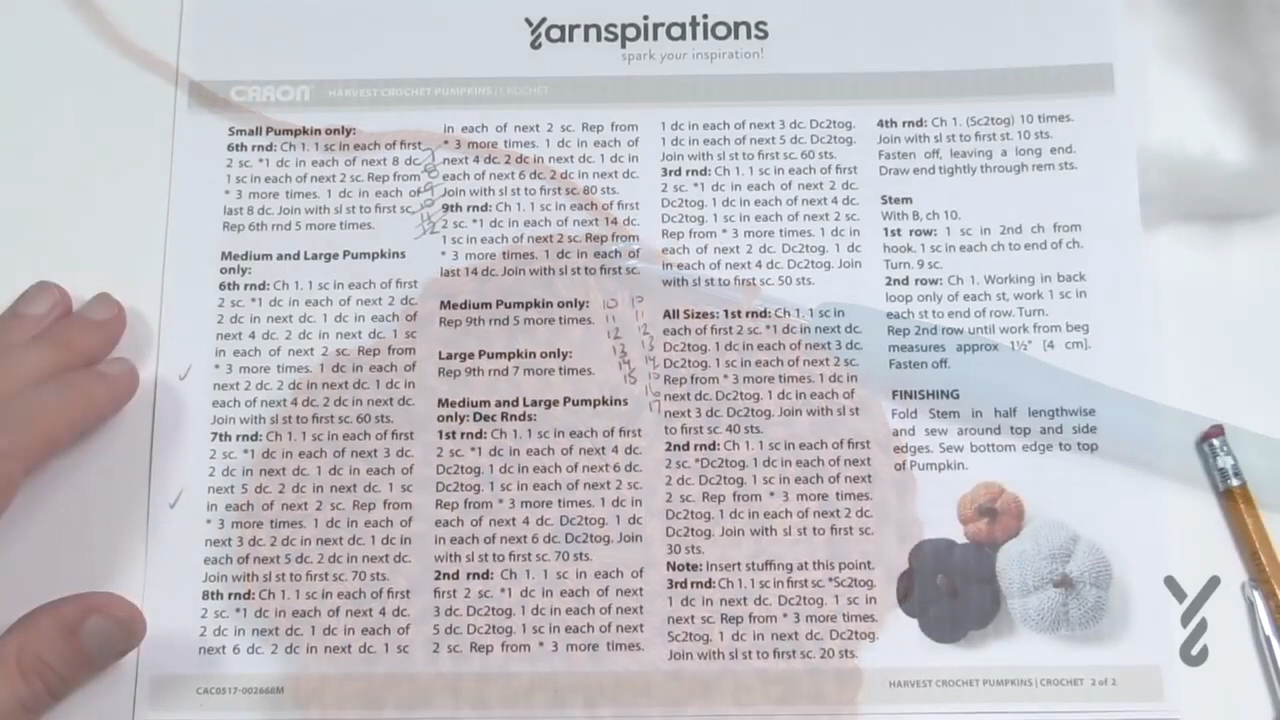 Yarnspirations
spark your inspiration!
CARON
HARVEST CROCHET PUMPKINS | CROCHET
Small Pumpkin only:
6th rnd: Ch 1. 1 sc in each of first
2 sc. *1 dc in each of next 8 dc.
1 sc in each of next 2 sc. Rep from
* 3 more times. 1 dc in each of
last 8 dc. Join with sl st to first sc.
Rep 6th rnd 5 more times.
7
8
9
10
11
12
Medium and Large Pumpkins
only:
6th rnd: Ch 1. 1 sc in each of first
2 sc. *1 dc in each of next 2 dc.
2 dc in next dc. 1 dc in each of
next 4 dc. 2 dc in next dc. 1 sc
in each of next 2 sc. Rep from
* 3 more times. 1 dc in each of
next 2 dc. 2 dc in next dc. 1 dc in
each of next 4 dc. 2 dc in next dc.
Join with sl st to first sc. 60 sts.
7th rnd: Ch 1. 1 sc in each of first
2 sc. *1 dc in each of next 3 dc.
2 dc in next dc. 1 dc in each of
next 5 dc. 2 dc in next dc. 1 sc
in each of next 2 sc. Rep from
* 3 more times. 1 dc in each of
next 3 dc. 2 dc in next dc. 1 dc in
each of next 5 dc. 2 dc in next dc.
Join with sl st to first sc. 70 sts.
8th rnd: Ch 1. 1 sc in each of first
2 sc. *1 dc in each of next 4 dc.
2 dc in next dc. 1 dc in each of
next 6 dc. 2 dc in next dc. 1 sc
in each of next 2 sc. Rep from
* 3 more times. 1 dc in each of
next 4 dc. 2 dc in next dc. 1 dc in
each of next 6 dc. 2 dc in next dc.
Join with sl st to first sc. 80 sts.
9th rnd: Ch 1. 1 sc in each of first
2 sc. *1 dc in each of next 14 dc.
1 sc in each of next 2 sc. Rep from
* 3 more times. 1 dc in each of
last 14 dc. Join with sl st to first sc.
Medium Pumpkin only: 10 10
Rep 9th rnd 5 more times. 11 11
12 12
13 13
Large Pumpkin only: 14 14
Rep 9th rnd 7 more times. 15 15
16
17
Medium and Large Pumpkins
only: Dec Rnds:
1st rnd: Ch 1. 1 sc in each of first
2 sc. *1 dc in each of next 4 dc.
Dc2tog. 1 dc in each of next 6 dc.
Dc2tog. 1 sc in each of next 2 sc.
Rep from * 3 more times. 1 dc in
each of next 4 dc. Dc2tog. 1 dc
in each of next 6 dc. Dc2tog. Join
with sl st to first sc. 70 sts.
2nd rnd: Ch 1. 1 sc in each of
first 2 sc. *1 dc in each of next
3 dc. Dc2tog. 1 dc in each of next
5 dc. Dc2tog. 1 sc in each of next
2 sc. Rep from * 3 more times.
1 dc in each of next 3 dc. Dc2tog.
1 dc in each of next 5 dc. Dc2tog.
Join with sl st to first sc. 60 sts.
3rd rnd: Ch 1. 1 sc in each of first
2 sc. *1 dc in each of next 2 dc.
Dc2tog. 1 dc in each of next 4 dc.
Dc2tog. 1 sc in each of next 2 sc.
Rep from * 3 more times. 1 dc in
each of next 2 dc. Dc2tog. 1 dc
in each of next 4 dc. Dc2tog. Join
with sl st to first sc. 50 sts.
All Sizes: 1st rnd: Ch 1. 1 sc in
each of first 2 sc. *1 dc in next dc.
Dc2tog. 1 dc in each of next 3 dc.
Dc2tog. 1 sc in each of next 2 sc.
Rep from * 3 more times. 1 dc in
next dc. Dc2tog. 1 dc in each of
next 3 dc. Dc2tog. Join with sl st
to first sc. 40 sts.
2nd rnd: Ch 1. 1 sc in each of first
2 sc. *Dc2tog. 1 dc in each of next
2 dc. Dc2tog. 1 sc in each of next
2 sc. Rep from * 3 more times.
Dc2tog. 1 dc in each of next 2 dc.
Dc2tog. Join with sl st to first sc.
30 sts.
Note: Insert stuffing at this point.
3rd rnd: Ch 1. 1 sc in first sc. *Sc2tog.
1 dc in next dc. Dc2tog. 1 sc in
next sc. Rep from * 3 more times.
Sc2tog. 1 dc in next dc. Dc2tog.
Join with sl st to first sc. 20 sts.
4th rnd: Ch 1. (Sc2tog) 10 times.
Join with sl st to first st. 10 sts.
Fasten off, leaving a long end.
Draw end tightly through rem sts.
Stem
With B, ch 10.
1st row: 1 sc in 2nd ch from
hook. 1 sc in each ch to end of ch.
Turn. 9 sc.
2nd row: Ch 1. Working in back
loop only of each st, work 1 sc in
each st to end of row. Turn.
Rep 2nd row until work from beg
measures approx 1½" [4 cm].
Fasten off.
FINISHING
Fold Stem in half lengthwise
and sew around top and side
edges. Sew bottom edge to top
of Pumpkin.
CAC0517-002668M
HARVEST CROCHET PUMPKINS | CROCHET 2 of 2